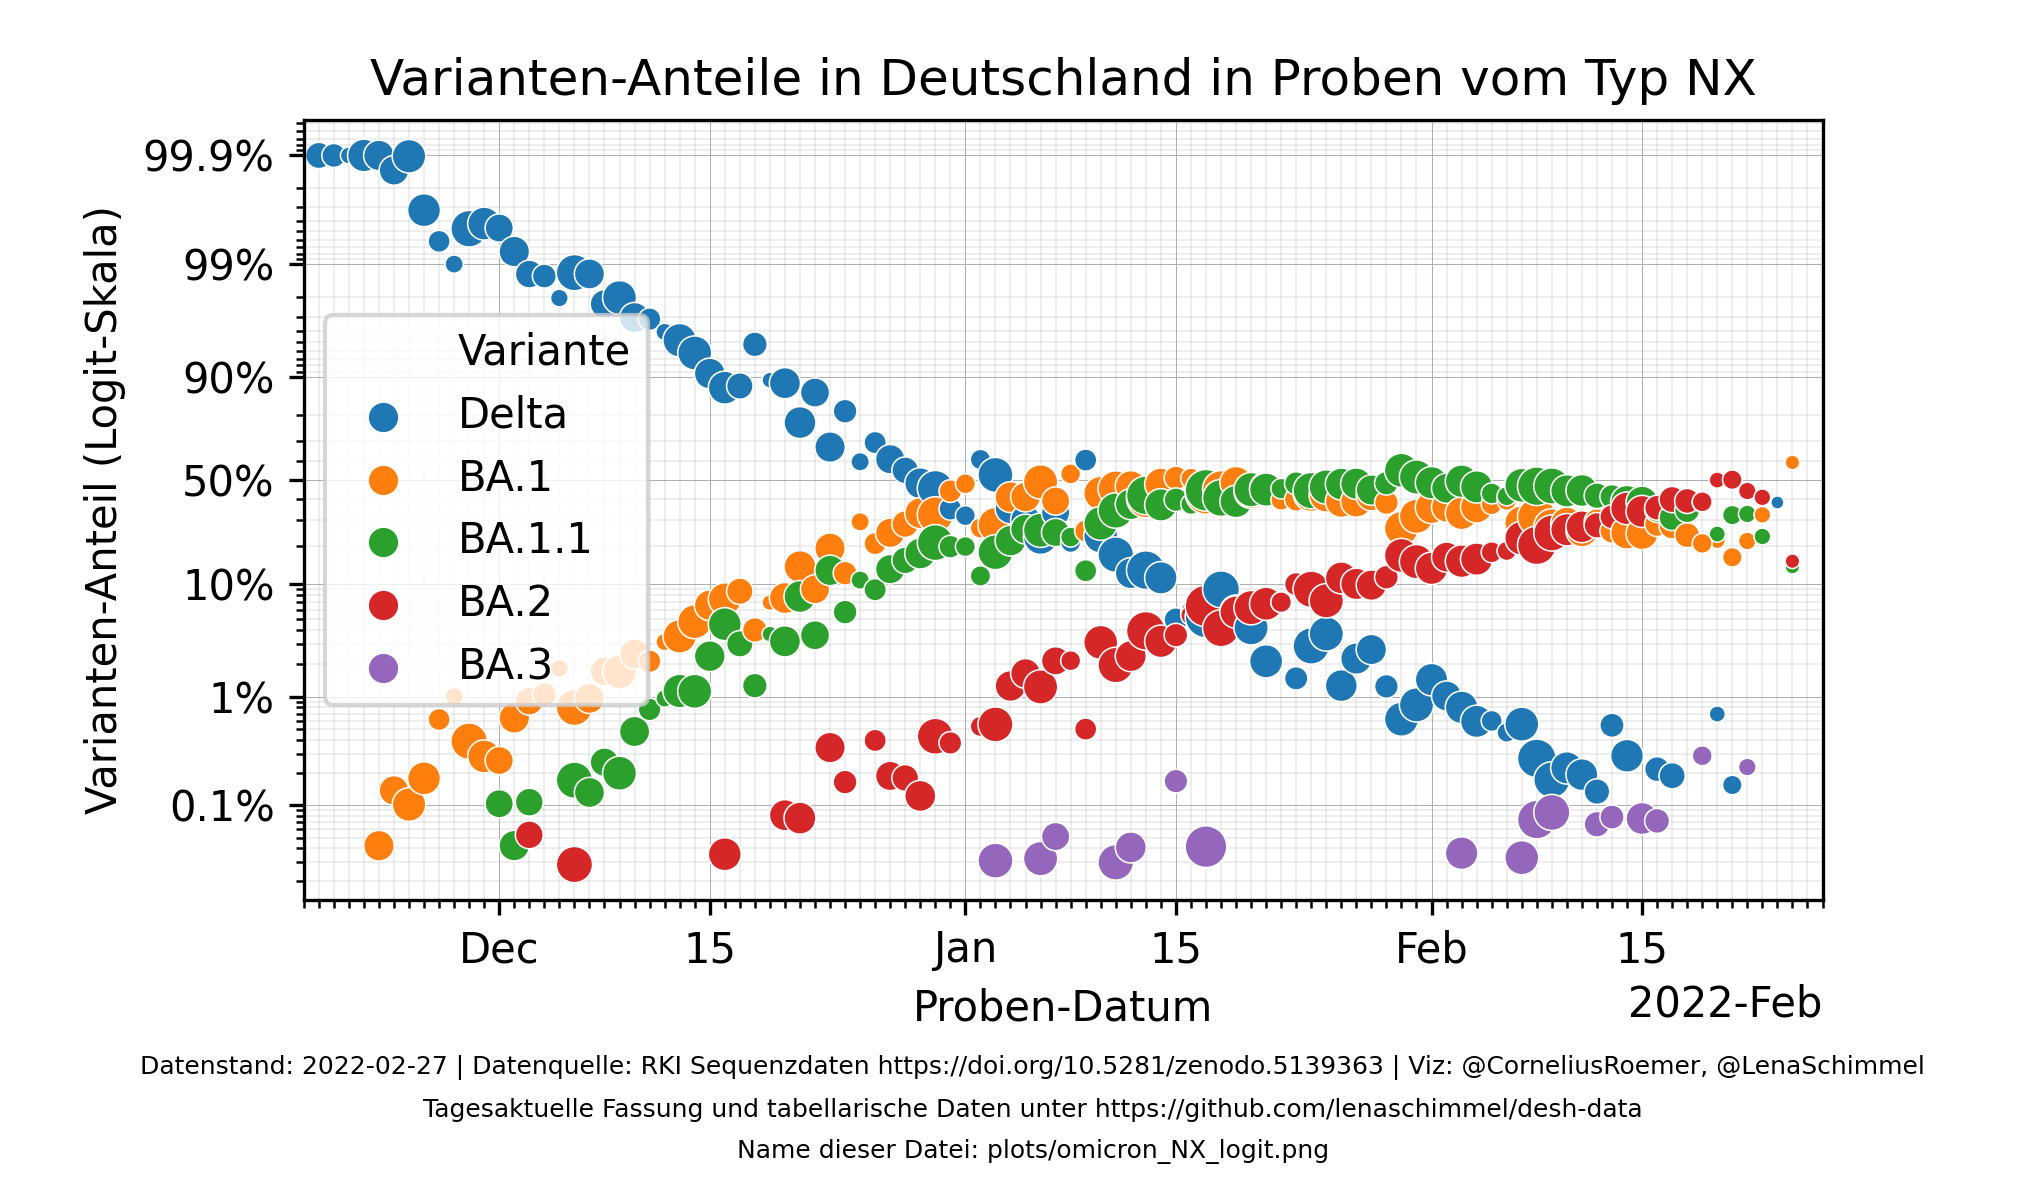 Varianten-Anteile in Deutschland in Proben vom Typ NX
Varianten-Anteil (Logit-Skala)
99.9%
99%
90%
50%
10%
1%
0.1%
Variante
Delta
BA.1
BA.1.1
BA.2
BA.3
Dec
15
Jan
15
Feb
15
Proben-Datum
2022-Feb
Datenstand: 2022-02-27 | Datenquelle: RKI Sequenzdaten https://doi.org/10.5281/zenodo.5139363 | Viz: @CorneliusRoemer, @LenaSchimmel
Tagesaktuelle Fassung und tabellarische Daten unter https://github.com/lenaschimmel/desh-data
Name dieser Datei: plots/omicron_NX_logit.png